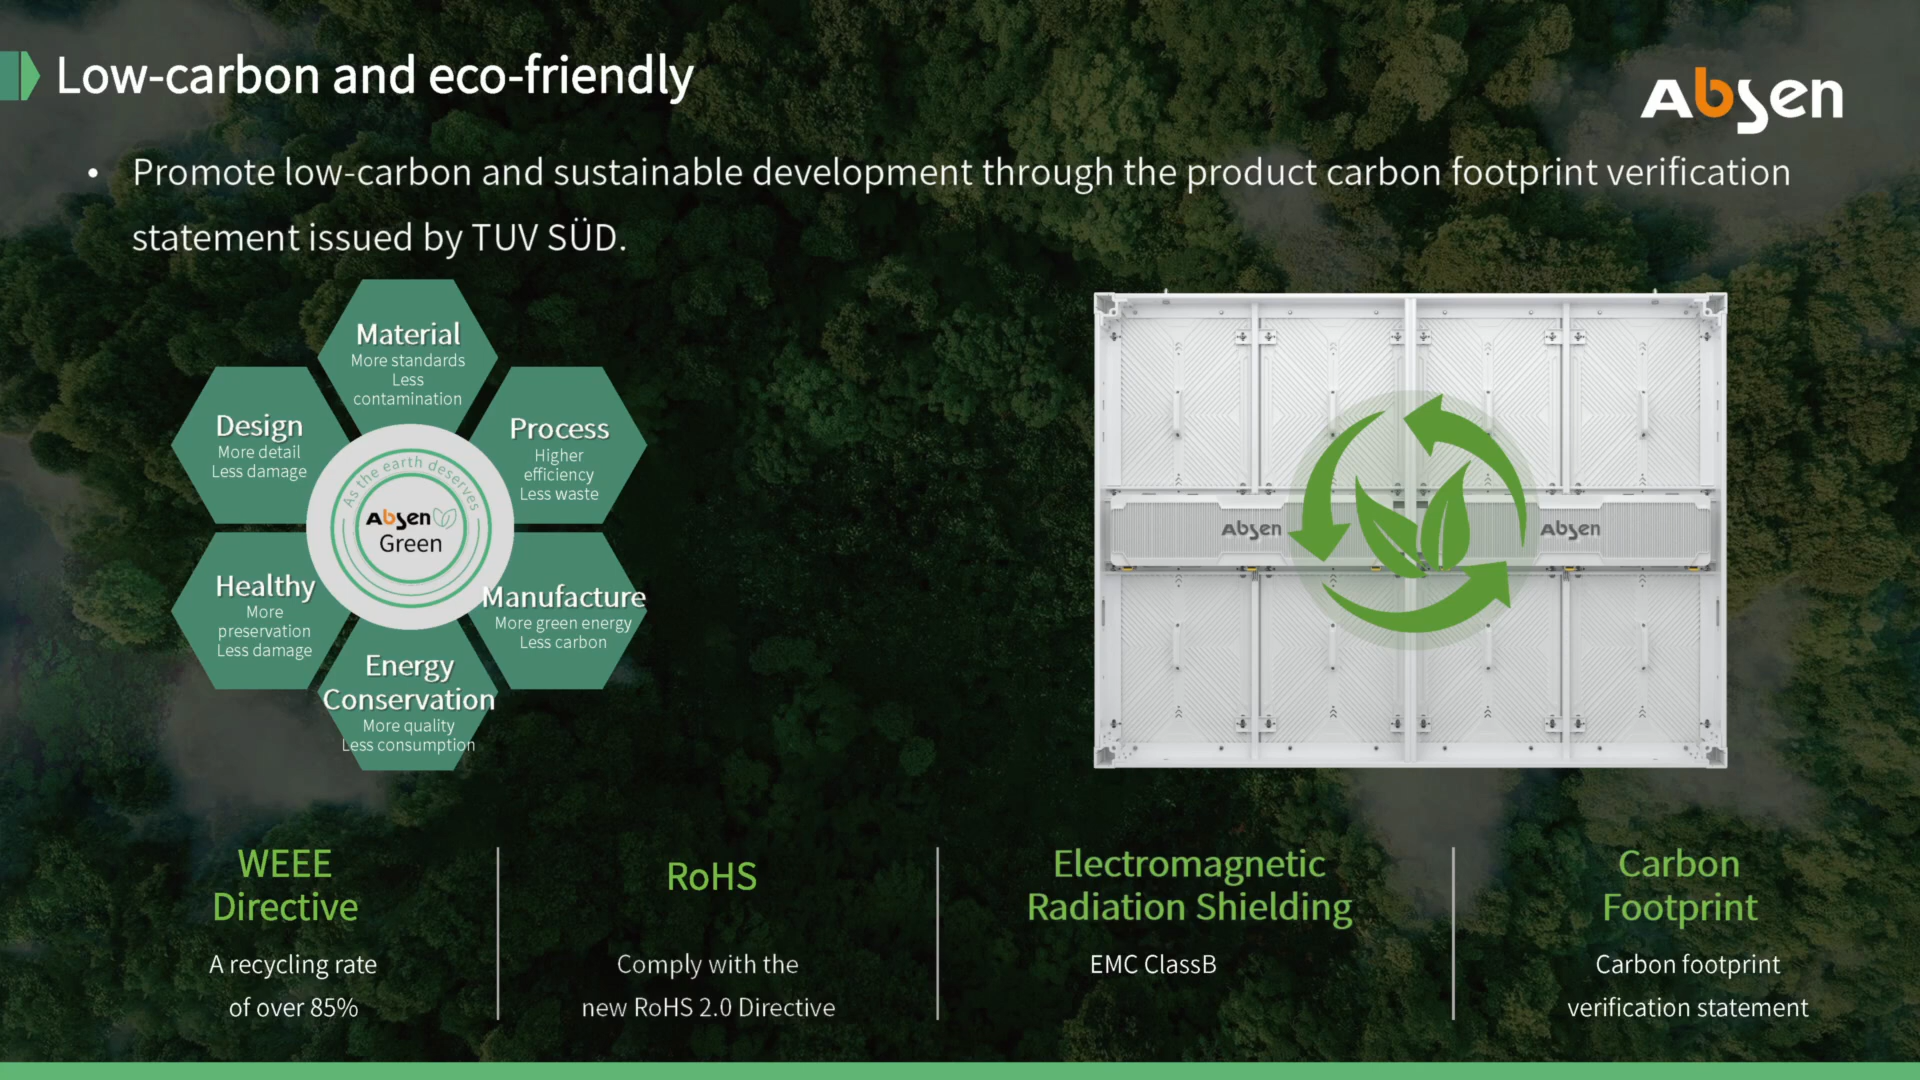 Low-carbon and eco-friendly
Absen
• Promote low-carbon and sustainable development through the product carbon footprint verification
statement issued by TUV SÜD.
Material
More standards
Less
contamination
Design
More detail
Less damage
Process
Higher
efficiency
Less waste
As the earth deserves
Absen
Green
Healthy
More
preservation
Less damage
Manufacture
More green energy
Less carbon
Energy
Conservation
More quality
Less consumption
Absen
Absen
WEEE
Directive
A recycling rate
of over 85%
RoHS
Comply with the
new RoHS 2.0 Directive
Electromagnetic
Radiation Shielding
EMC ClassB
Carbon
Footprint
Carbon footprint
verification statement